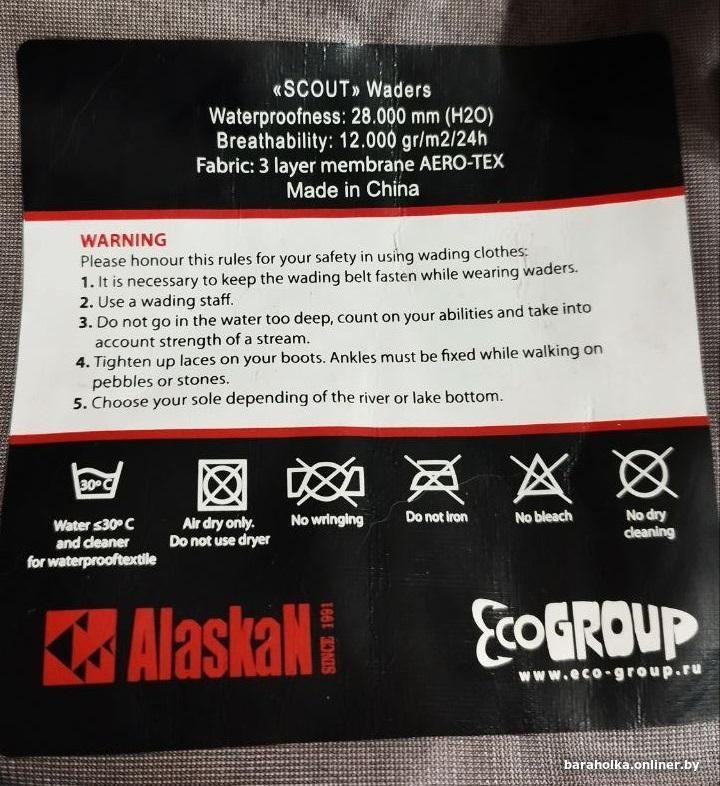 «SCOUT» Waders
Waterproofness: 28.000 mm (H2O)
Breathability: 12.000 gr/m2/24h
Fabric: 3 layer membrane AERO-TEX
Made in China
WARNING
Please honour this rules for your safety in using wading clothes:
1. It is necessary to keep the wading belt fasten while wearing waders.
2. Use a wading staff.
3. Do not go in the water too deep, count on your abilities and take into
account strength of a stream.
4. Tighten up laces on your boots. Ankles must be fixed while walking on
pebbles or stones.
5. Choose your sole depending of the river or lake bottom.
30°C
Water ≤30°C
and cleaner
for waterprooftextile
Air dry only.
Do not use dryer
No wringing
Do not Iron
No bleach
No dry
cleaning
AlaskaN
SINCE 1991
EcoGROUP
www.eco-group.ru
baraholka.onliner.by